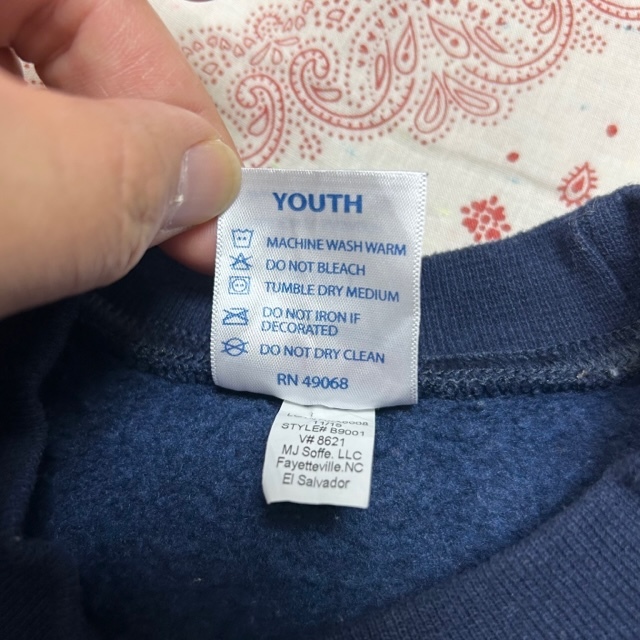 YOUTH
MACHINE WASH WARM
DO NOT BLEACH
TUMBLE DRY MEDIUM
DO NOT IRON IF
DECORATED
DO NOT DRY CLEAN
RN 49068
STYLE# B9001
V# 8621
MJ Soffe, LLC
Fayetteville, NC
El Salvador